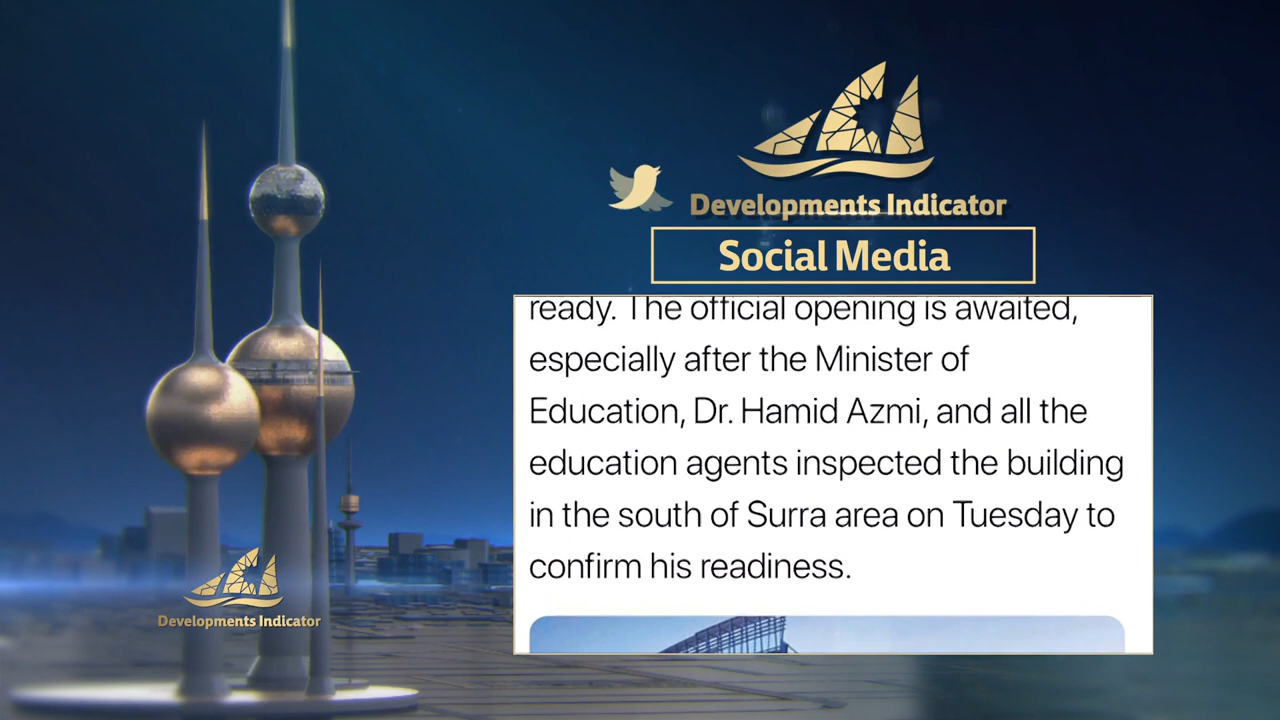 Developments Indicator
Social Media
ready. The official opening is awaited,
especially after the Minister of
Education, Dr. Hamid Azmi, and all the
education agents inspected the building
in the south of Surra area on Tuesday to
confirm his readiness.
Developments Indicator